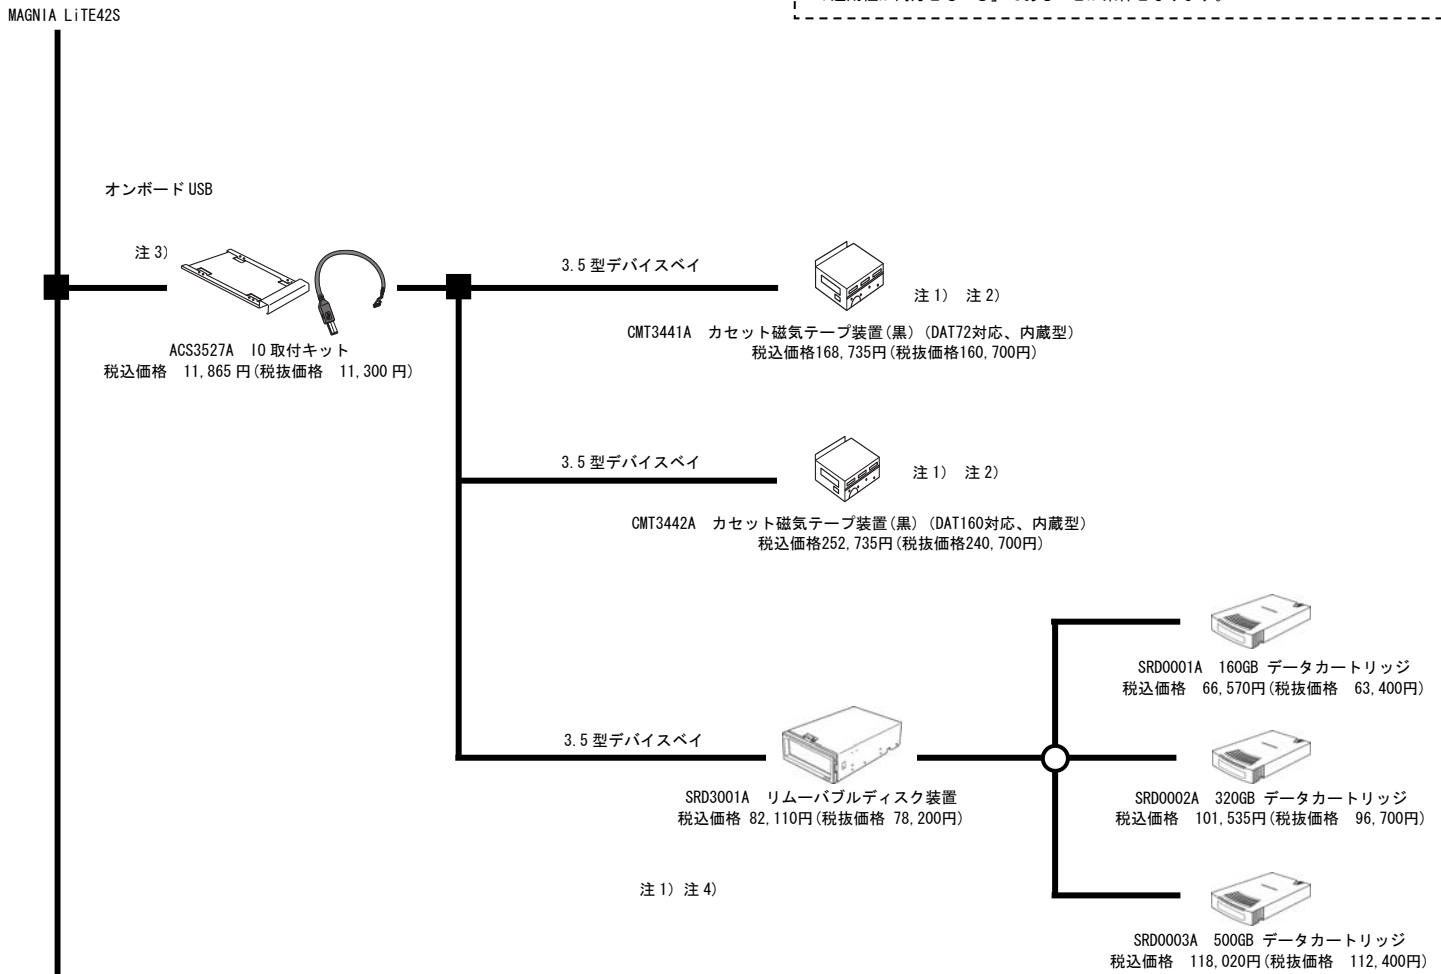 MAGNIA LiTE42S
オンボード USB
注 3)
ACS3527A　IO 取付キット
税込価格　11,865 円(税抜価格　11,300 円)
3.5 型デバイスベイ
注 1)　注 2)
CMT3441A　カセット磁気テープ装置(黒)（DAT72対応、内蔵型）
税込価格168,735円(税抜価格160,700円)
3.5 型デバイスベイ
注 1)　注 2)
CMT3442A　カセット磁気テープ装置(黒)（DAT160対応、内蔵型）
税込価格252,735円(税抜価格240,700円)
3.5 型デバイスベイ
SRD3001A　リムーバブルディスク装置
税込価格 82,110円(税抜価格 78,200円)
注 1) 注 4)
SRD0001A　160GB データカートリッジ
税込価格　66,570円(税抜価格　63,400円)
SRD0002A　320GB データカートリッジ
税込価格　101,535円(税抜価格　96,700円)
SRD0003A　500GB データカートリッジ
税込価格　118,020円(税抜価格　112,400円)